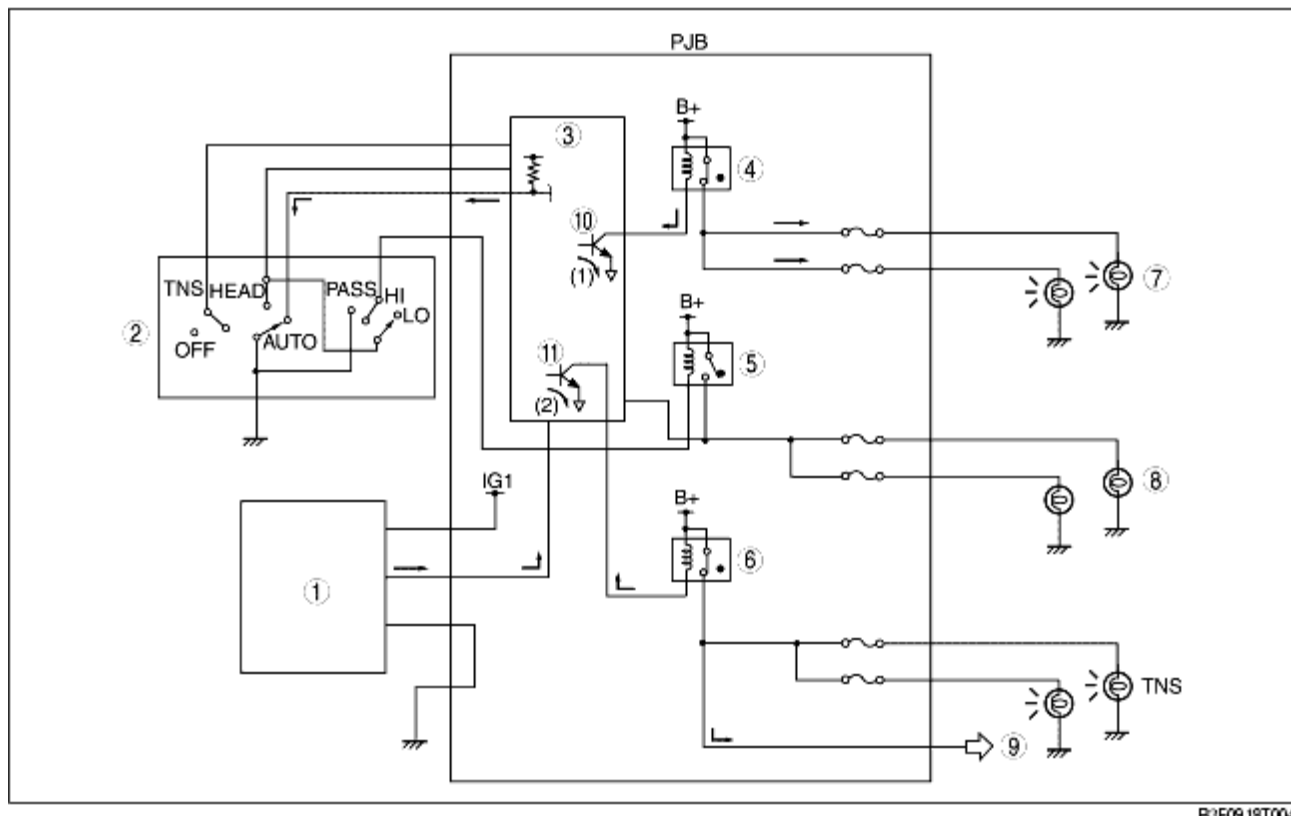 PJB
B+
③
④
⑩
(1)
⑦
TNS HEAD PASS HI
LO
②
OFF
AUTO
B+
⑤
⑪
(2)
⑧
IG1
B+
⑥
①
TNS
⑨